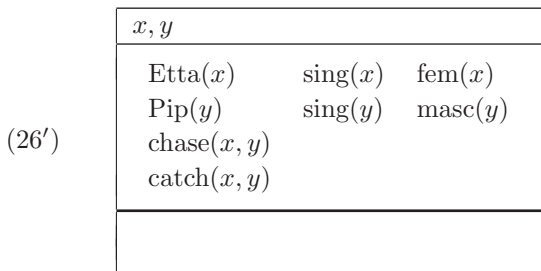 x, y
Etta(x) sing(x) fem(x)
Pip(y) sing(y) masc(y)
(26′) chase(x, y)
catch(x, y)